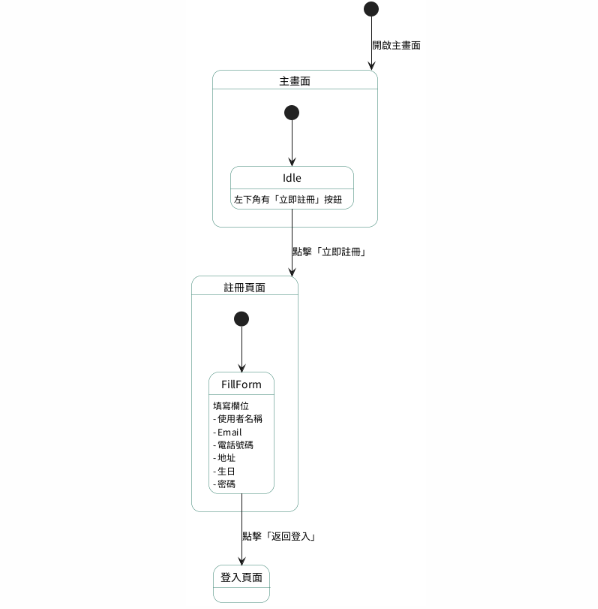 開啟主畫面
主畫面
Idle
左下角有「立即註冊」按鈕
點擊「立即註冊」
註冊頁面
FillForm
填寫欄位
- 使用者名稱
- Email
- 電話號碼
- 地址
- 生日
- 密碼
點擊「返回登入」
登入頁面